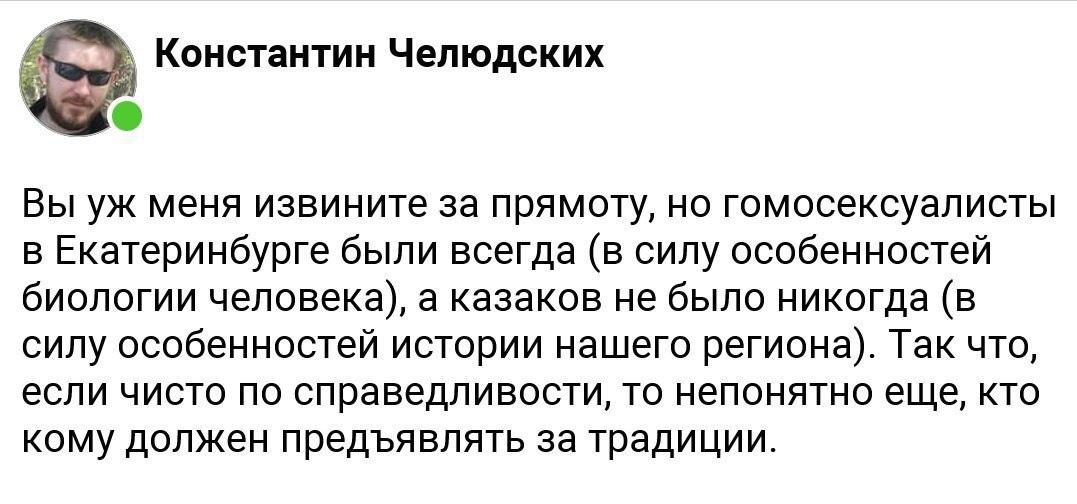 Константин Челюдских
Вы уж меня извините за прямоту, но гомосексуалисты
в Екатеринбурге были всегда (в силу особенностей
биологии человека), а казаков не было никогда (в
силу особенностей истории нашего региона). Так что,
если чисто по справедливости, то непонятно еще, кто
кому должен предъявлять за традиции.